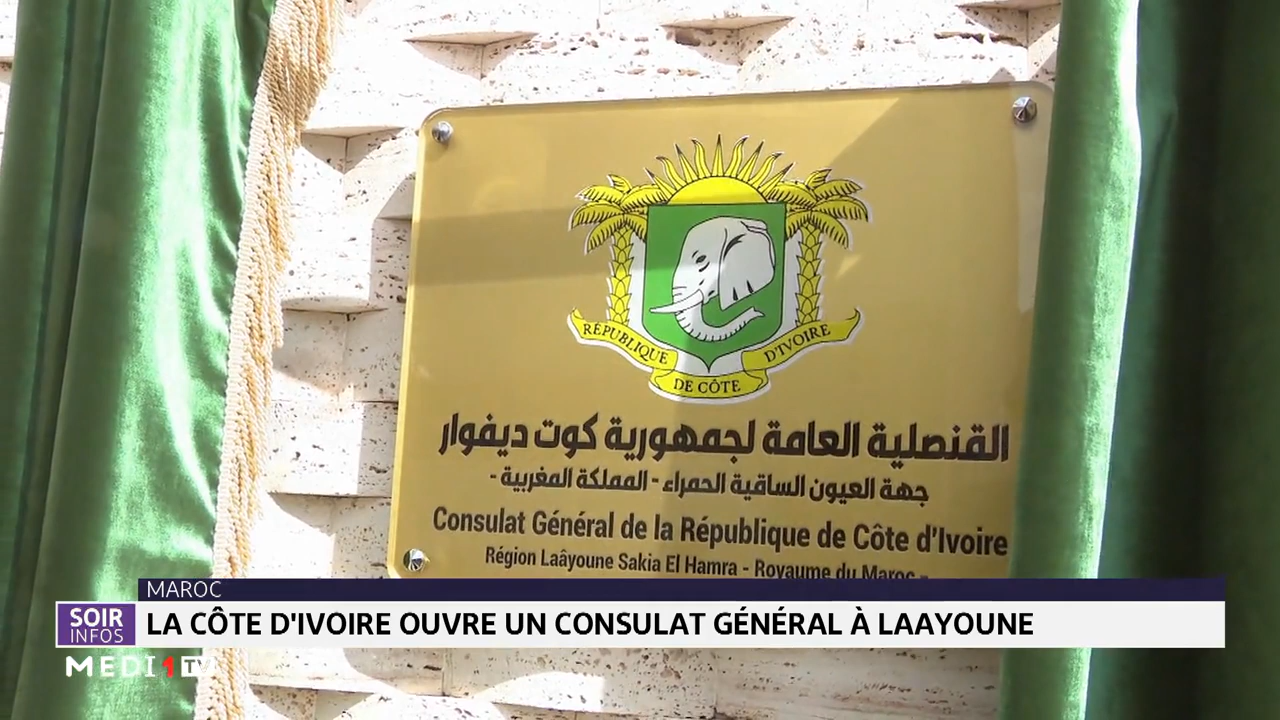 RÉPUBLIQUE
DE CÔTE
D'IVOIRE
القنصلية العامة لجمهورية كوت ديفوار
جهة العيون الساقية الحمراء - المملكة المغربية -
Consulat Général de la République de Côte d'Ivoire
Région Laâyoune Sakia El Hamra - Royaume du Maroc -
MAROC
SOIR
INFOS
LA CÔTE D'IVOIRE OUVRE UN CONSULAT GÉNÉRAL À LAAYOUNE
MEDI1TV